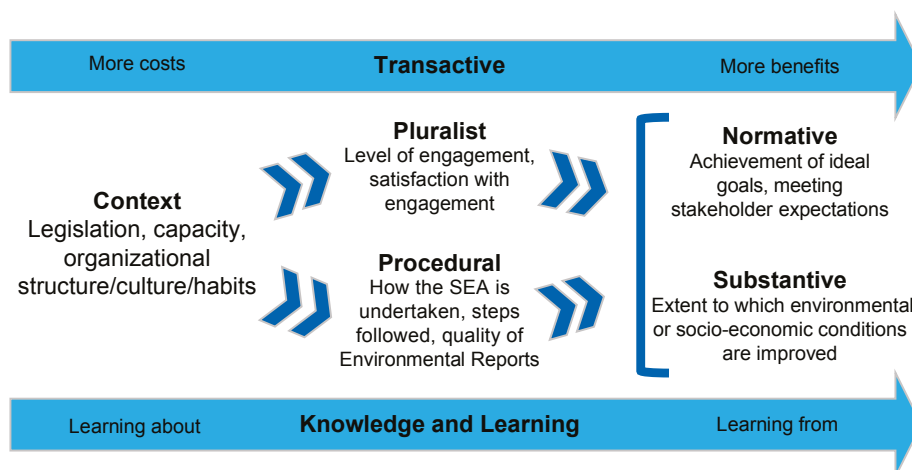 More costs
Transactive
More benefits
Pluralist
Level of engagement,
satisfaction with
engagement
Normative
Achievement of ideal
goals, meeting
stakeholder expectations
Context
Legislation, capacity,
organizational
structure/culture/habits
Procedural
How the SEA is
undertaken, steps
followed, quality of
Environmental Reports
Substantive
Extent to which environmental
or socio-economic conditions
are improved
Learning about
Knowledge and Learning
Learning from